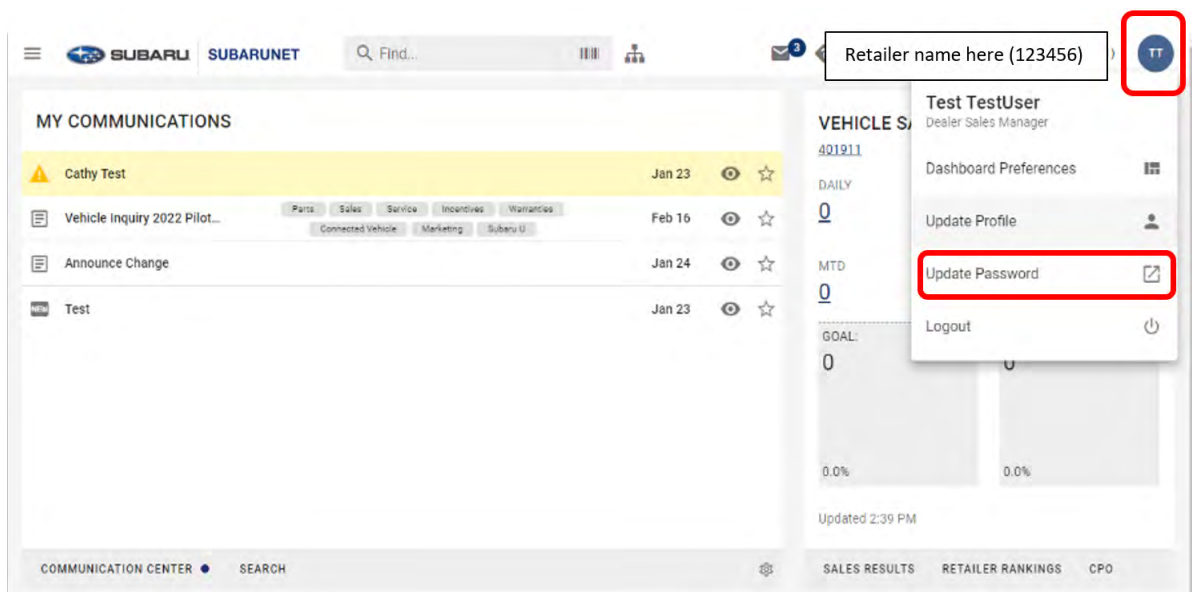 SUBARU SUBARUNET Find... 3 Retailer name here (123456) ) TT
MY COMMUNICATIONS
Cathy Test Jan 23
Vehicle Inquiry 2022 Pilot... Parts Sales Service Incentives Warranties Connected Vehicle Marketing Subaru U Feb 16
Announce Change Jan 24
NEW Test Jan 23
COMMUNICATION CENTER SEARCH
VEHICLE SA
401911
DAILY
0
MTD
0
GOAL:
0
0
0.0% 0.0%
Updated 2:39 PM
SALES RESULTS RETAILER RANKINGS CPO
Test TestUser
Dealer Sales Manager
Dashboard Preferences
Update Profile
Update Password
Logout